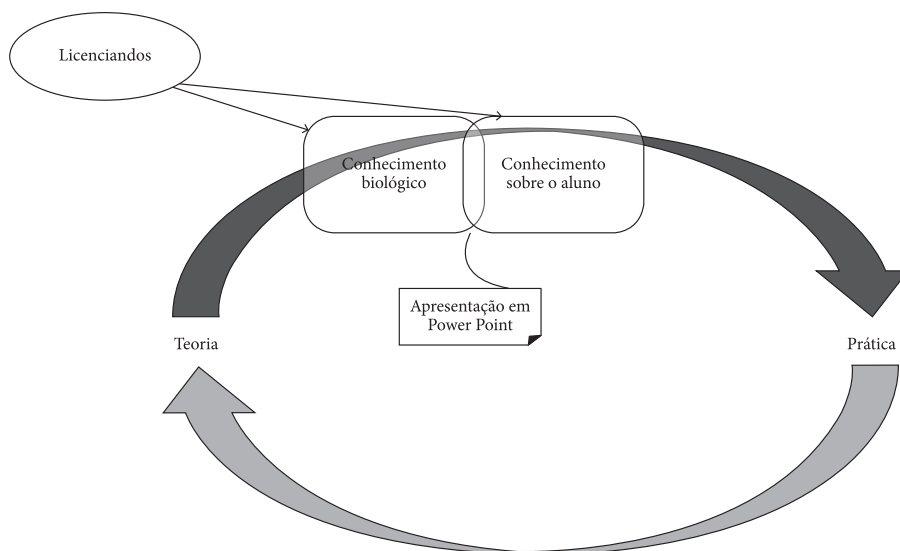 Licenciandos
Conhecimento
biológico
Conhecimento
sobre o aluno
Apresentação em
Power Point
Teoria
Prática